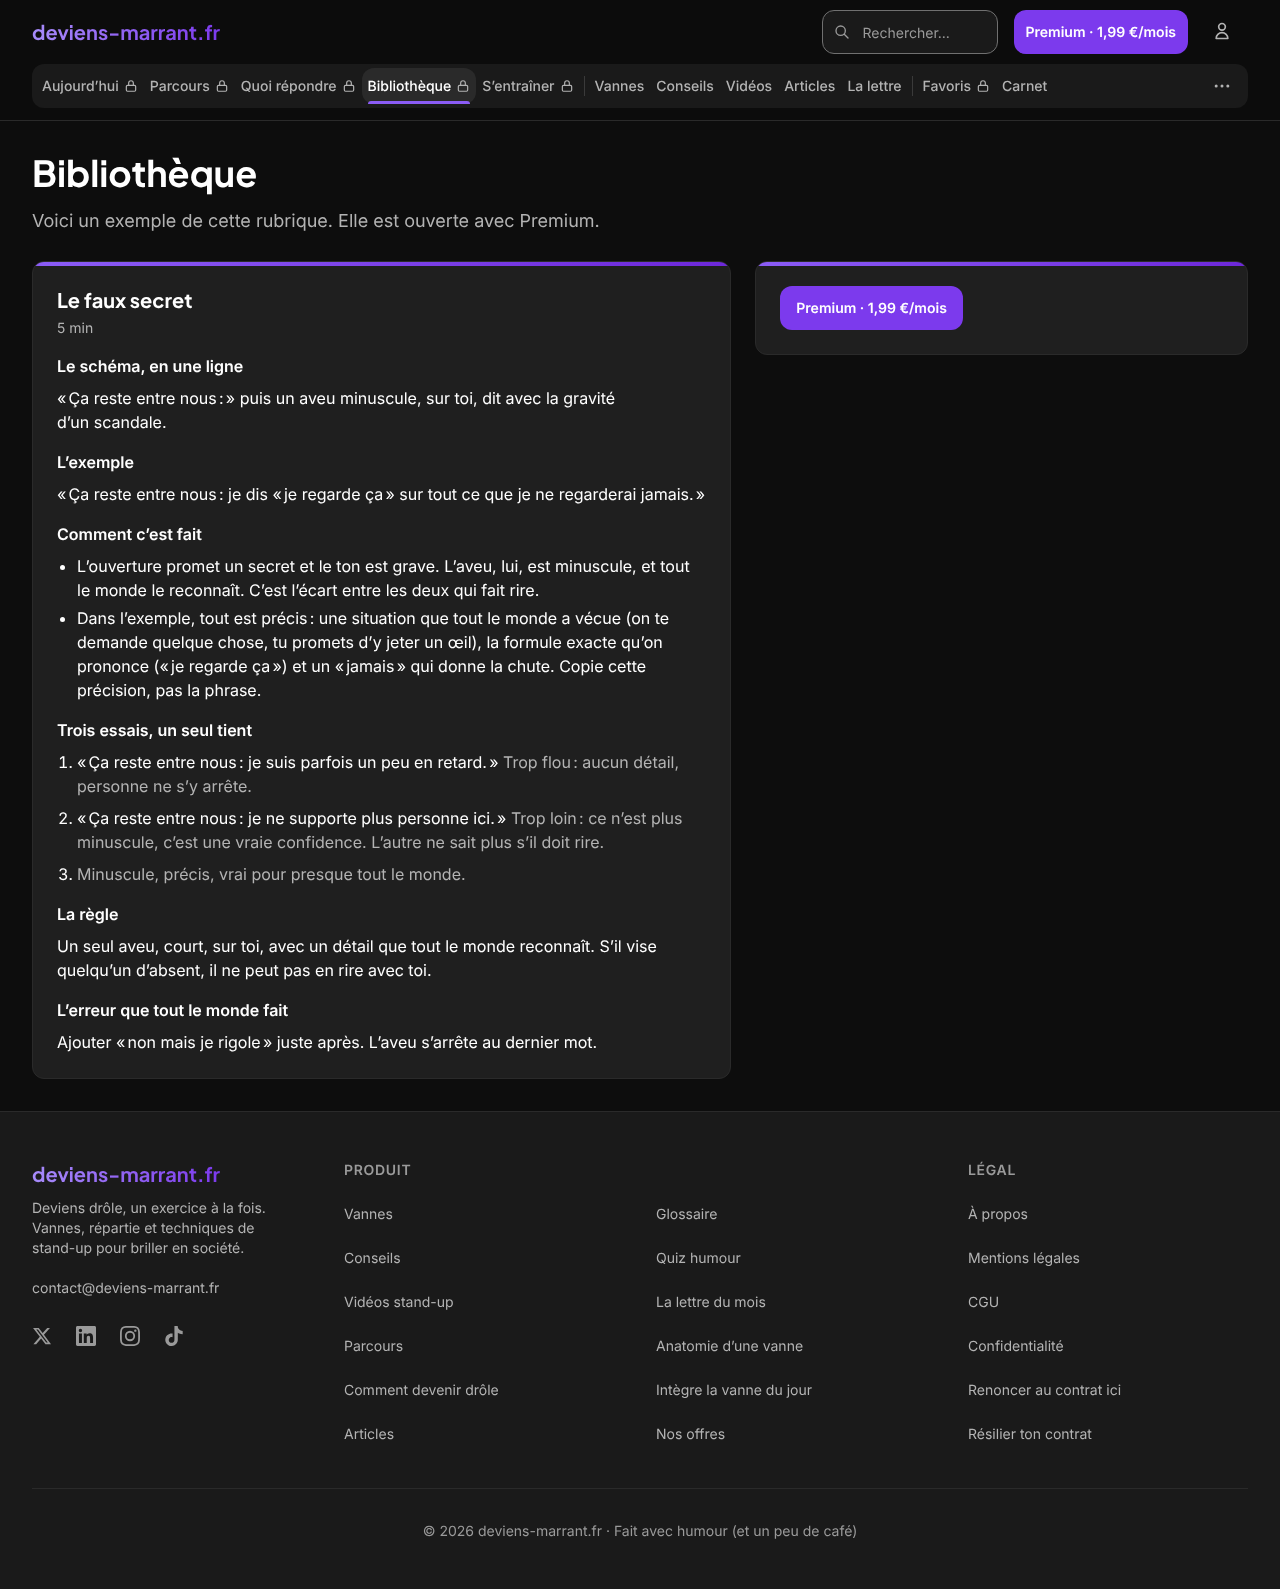 deviens-marrant.fr
Rechercher...
Premium · 1,99 €/mois
Aujourd’hui Parcours Quoi répondre Bibliothèque S’entraîner Vannes Conseils Vidéos Articles La lettre Favoris Carnet
Bibliothèque
Voici un exemple de cette rubrique. Elle est ouverte avec Premium.
Le faux secret
5 min
Le schéma, en une ligne
« Ça reste entre nous : » puis un aveu minuscule, sur toi, dit avec la gravité
d’un scandale.
L’exemple
« Ça reste entre nous : je dis « je regarde ça » sur tout ce que je ne regarderai jamais. »
Comment c’est fait
• L’ouverture promet un secret et le ton est grave. L’aveu, lui, est minuscule, et tout
le monde le reconnaît. C’est l’écart entre les deux qui fait rire.
• Dans l’exemple, tout est précis : une situation que tout le monde a vécue (on te
demande quelque chose, tu promets d’y jeter un œil), la formule exacte qu’on
prononce (« je regarde ça ») et un « jamais » qui donne la chute. Copie cette
précision, pas la phrase.
Trois essais, un seul tient
1. « Ça reste entre nous : je suis parfois un peu en retard. » Trop flou : aucun détail,
personne ne s’y arrête.
2. « Ça reste entre nous : je ne supporte plus personne ici. » Trop loin : ce n’est plus
minuscule, c’est une vraie confidence. L’autre ne sait plus s’il doit rire.
3. Minuscule, précis, vrai pour presque tout le monde.
La règle
Un seul aveu, court, sur toi, avec un détail que tout le monde reconnaît. S’il vise
quelqu’un d’absent, il ne peut pas en rire avec toi.
L’erreur que tout le monde fait
Ajouter « non mais je rigole » juste après. L’aveu s’arrête au dernier mot.
Premium · 1,99 €/mois
deviens-marrant.fr
Deviens drôle, un exercice à la fois.
Vannes, répartie et techniques de
stand-up pour briller en société.
contact@deviens-marrant.fr
PRODUIT
Vannes
Conseils
Vidéos stand-up
Parcours
Comment devenir drôle
Articles
Glossaire
Quiz humour
La lettre du mois
Anatomie d’une vanne
Intègre la vanne du jour
Nos offres
LÉGAL
À propos
Mentions légales
CGU
Confidentialité
Renoncer au contrat ici
Résilier ton contrat
© 2026 deviens-marrant.fr · Fait avec humour (et un peu de café)